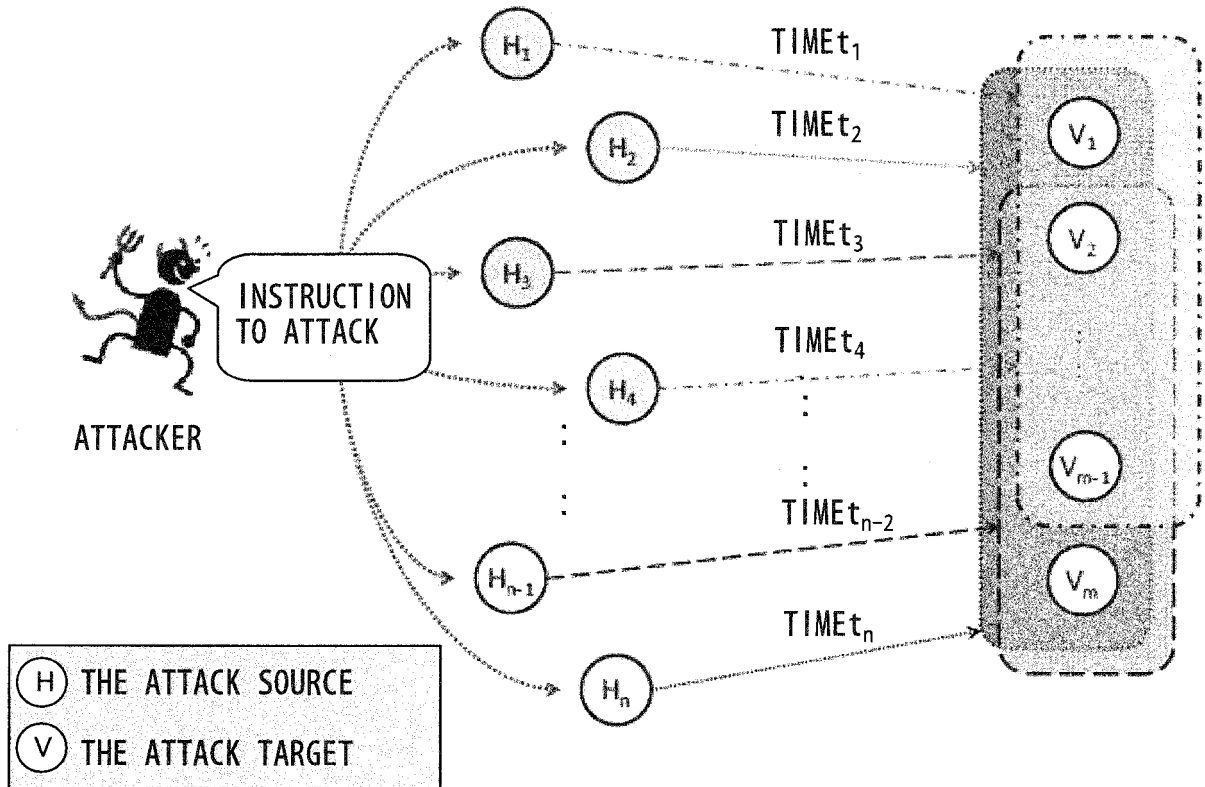 H₁
TIMEt₁
V₁
H₂
TIMEt₂
V₂
H₃
TIMEt₃
INSTRUCTION
TO ATTACK
H₄
TIMEt₄
ATTACKER
Vₘ₋₁
TIMEtₙ₋₂
Hₙ₋₁
Vₘ
TIMEtₙ
Hₙ
H THE ATTACK SOURCE
V THE ATTACK TARGET